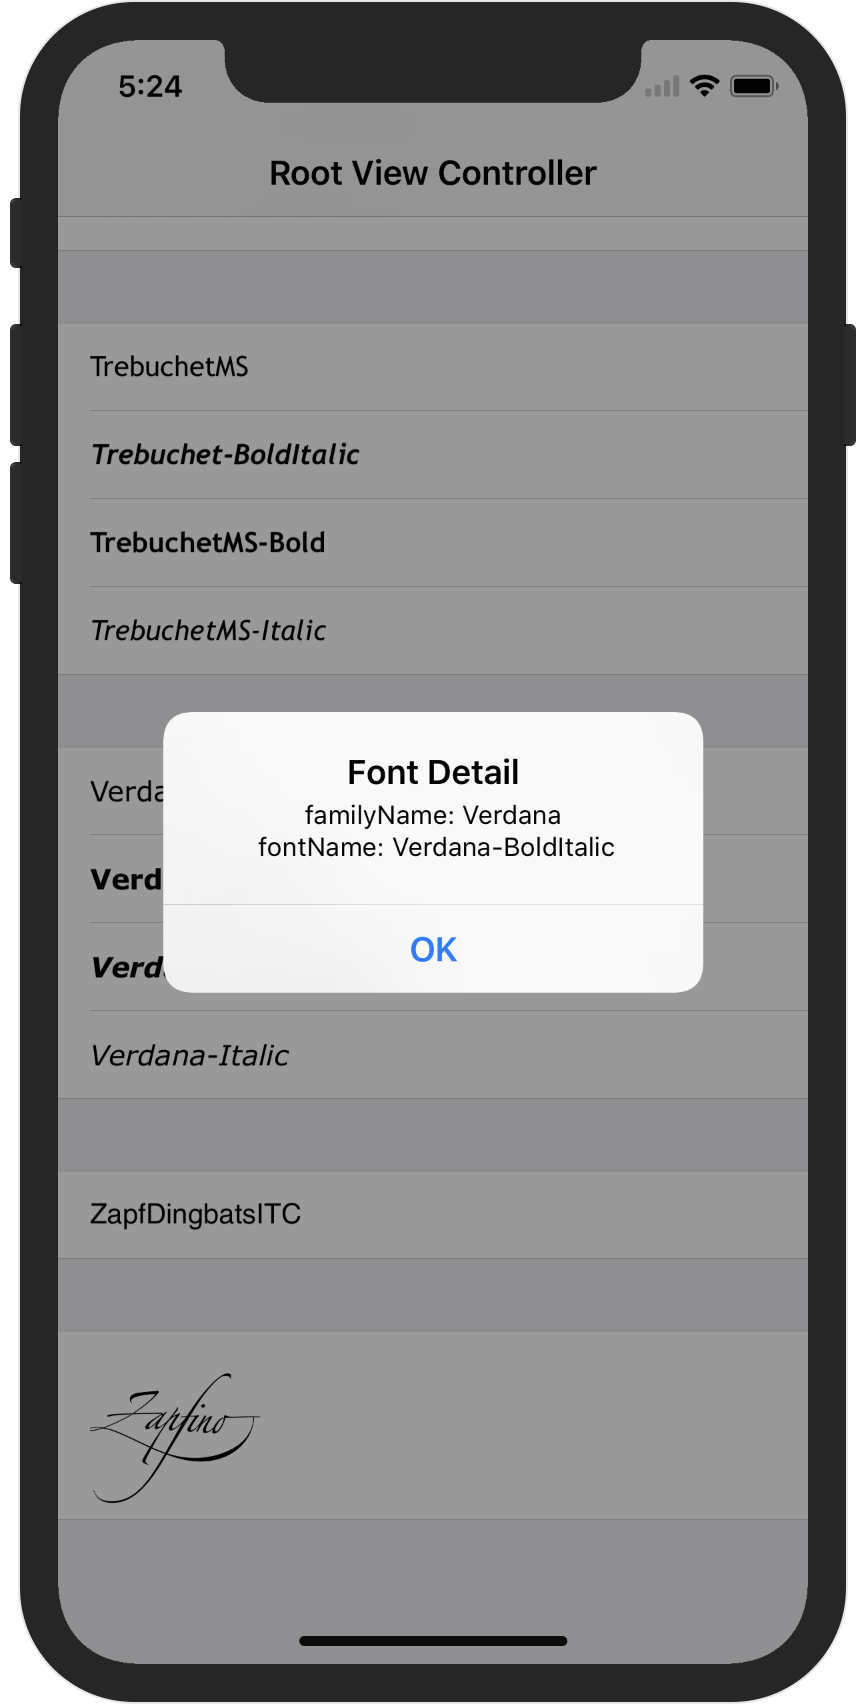 5:24
Root View Controller
TrebuchetMS
Trebuchet-BoldItalic
TrebuchetMS-Bold
TrebuchetMS-Italic
Font Detail
familyName: Verdana
fontName: Verdana-BoldItalic
OK
Verda
Verd
Verd
Verdana-Italic
ZapfDingbatsITC
Zapfino